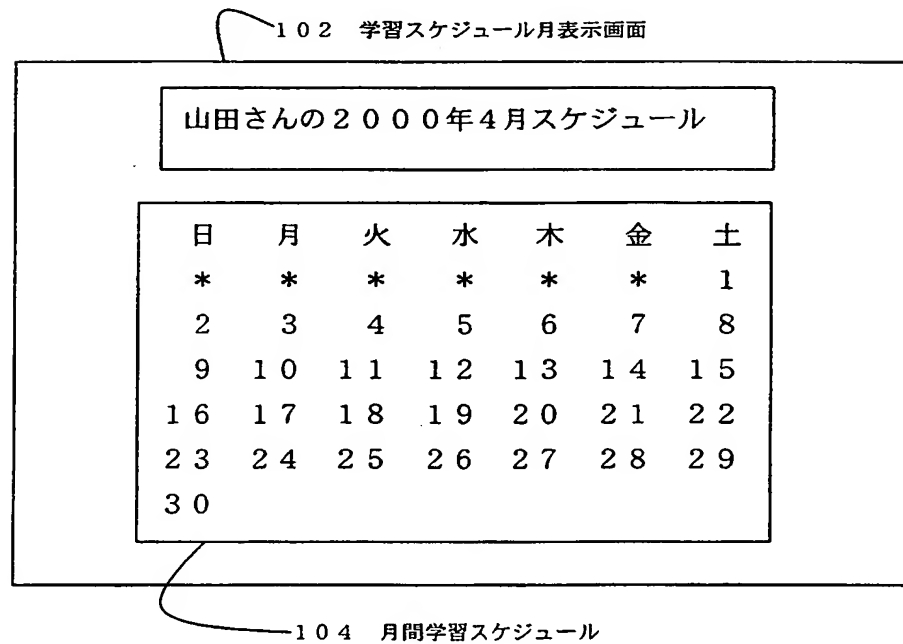 １０２　学習スケジュール月表示画面
山田さんの２０００年４月スケジュール
日　月　火　水　木　金　土
＊　＊　＊　＊　＊　＊　１
２　３　４　５　６　７　８
９　１０　１１　１２　１３　１４　１５
１６　１７　１８　１９　２０　２１　２２
２３　２４　２５　２６　２７　２８　２９
３０
１０４　月間学習スケジュール